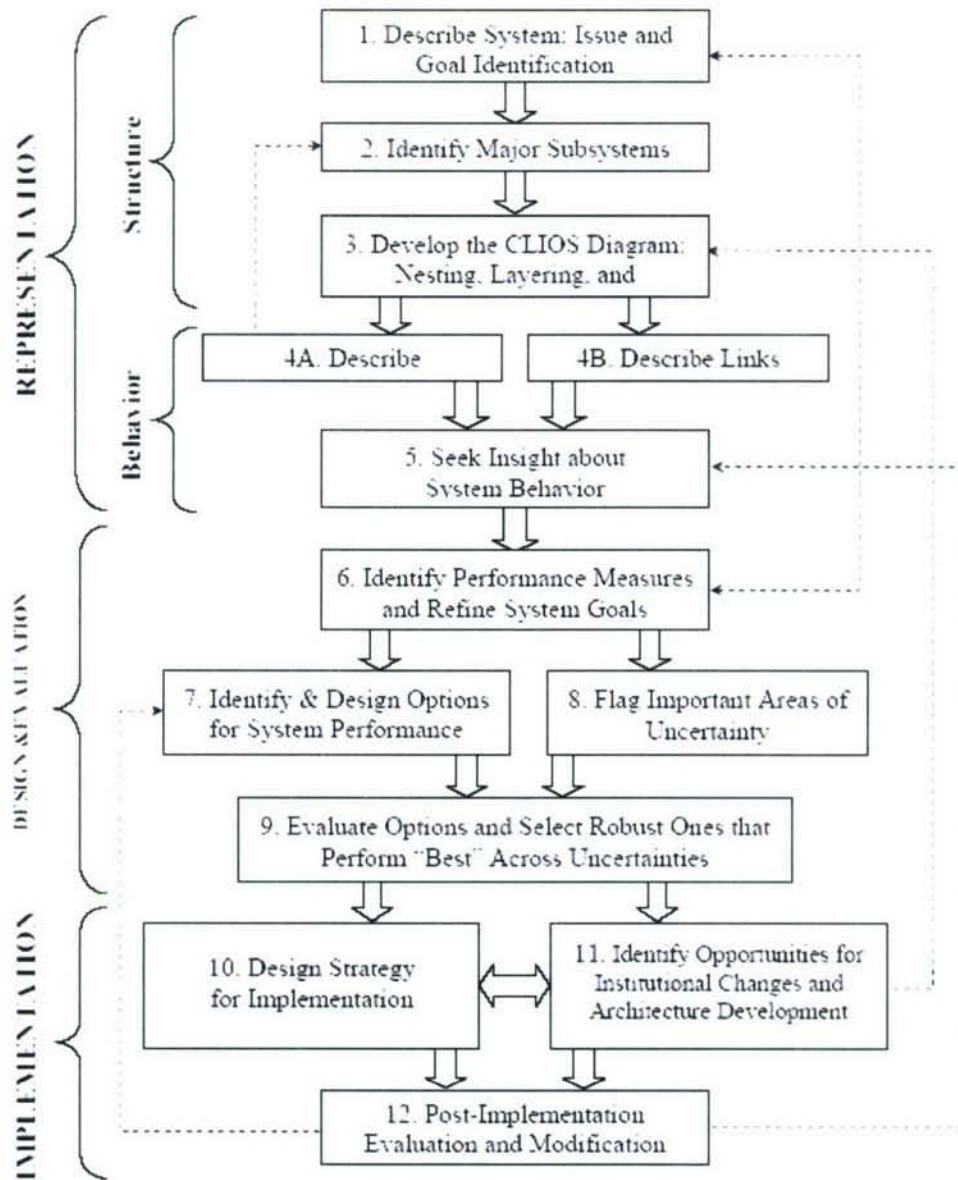 REPRESENTATION
Structure
1. Describe System: Issue and
Goal Identification
2. Identify Major Subsystems
3. Develop the CLIOS Diagram:
Nesting, Layering, and
Behavior
4A. Describe
4B. Describe Links
5. Seek Insight about
System Behavior
DESIGN & EVALUATION
6. Identify Performance Measures
and Refine System Goals
7. Identify & Design Options
for System Performance
8. Flag Important Areas of
Uncertainty
9. Evaluate Options and Select Robust Ones that
Perform "Best" Across Uncertainties
IMPLEMENTATION
10. Design Strategy
for Implementation
11. Identify Opportunities for
Institutional Changes and
Architecture Development
12. Post-Implementation
Evaluation and Modification